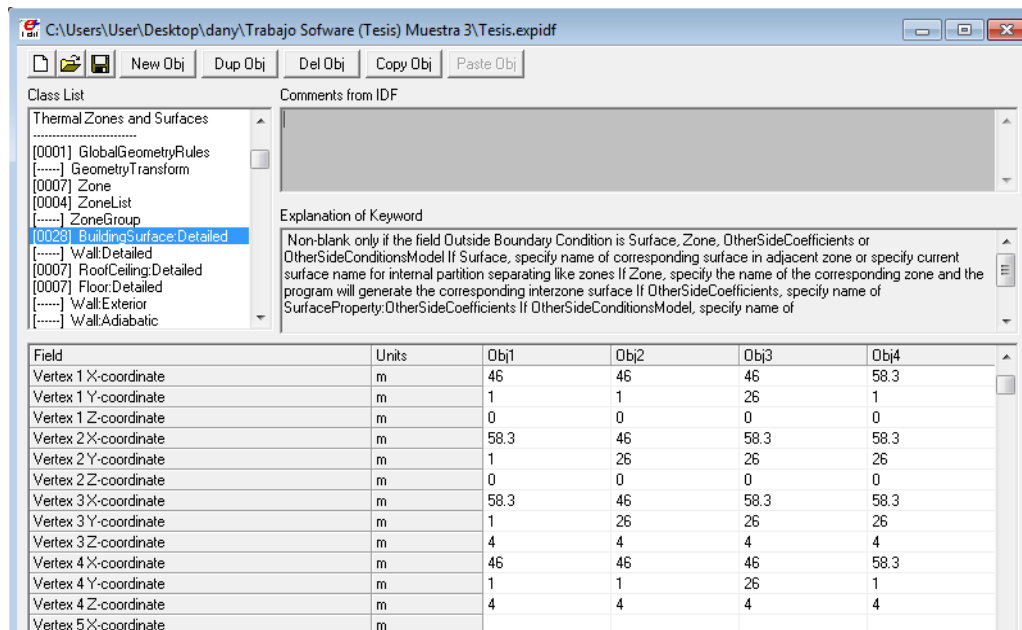 C:\Users\User\Desktop\dany\Trabajo Sofware (Tesis) Muestra 3\Tesis.expidf
New Obj Dup Obj Del Obj Copy Obj Paste Obj
Class List
Thermal Zones and Surfaces
---------------------------
[0001] GlobalGeometryRules
[------] GeometryTransform
[0007] Zone
[0004] ZoneList
[------] ZoneGroup
[0028] BuildingSurface:Detailed
[------] Wall:Detailed
[0007] RoofCeiling:Detailed
[0007] Floor:Detailed
[------] Wall:Exterior
[------] Wall:Adiabatic
Comments from IDF
Explanation of Keyword
Non-blank only if the field Outside Boundary Condition is Surface, Zone, OtherSideCoefficients or
OtherSideConditionsModel If Surface, specify name of corresponding surface in adjacent zone or specify current
surface name for internal partition separating like zones If Zone, specify the name of the corresponding zone and the
program will generate the corresponding interzone surface If OtherSideCoefficients, specify name of
SurfaceProperty:OtherSideCoefficients If OtherSideConditionsModel, specify name of
Field Units Obj1 Obj2 Obj3 Obj4
Vertex 1 X-coordinate m 46 46 46 58.3
Vertex 1 Y-coordinate m 1 1 26 1
Vertex 1 Z-coordinate m 0 0 0 0
Vertex 2 X-coordinate m 58.3 46 58.3 58.3
Vertex 2 Y-coordinate m 1 26 26 26
Vertex 2 Z-coordinate m 0 0 0 0
Vertex 3 X-coordinate m 58.3 46 58.3 58.3
Vertex 3 Y-coordinate m 1 26 26 26
Vertex 3 Z-coordinate m 4 4 4 4
Vertex 4 X-coordinate m 46 46 46 58.3
Vertex 4 Y-coordinate m 1 1 26 1
Vertex 4 Z-coordinate m 4 4 4 4
Vertex 5 X-coordinate m